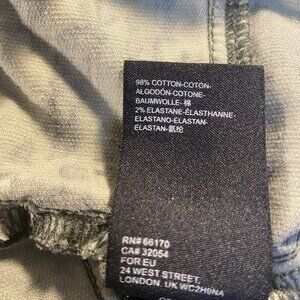 98% COTTON-COTON-
ALGODÓN-COTONE-
BAUMWOLLE- 棉
2% ELASTANE-ÉLASTHANNE-
ELASTANO-ELASTAN-
ELASTAN-氨纶
RN# 66170
CA# 32054
FOR EU
24 WEST STREET,
LONDON, UK WC2H9NA